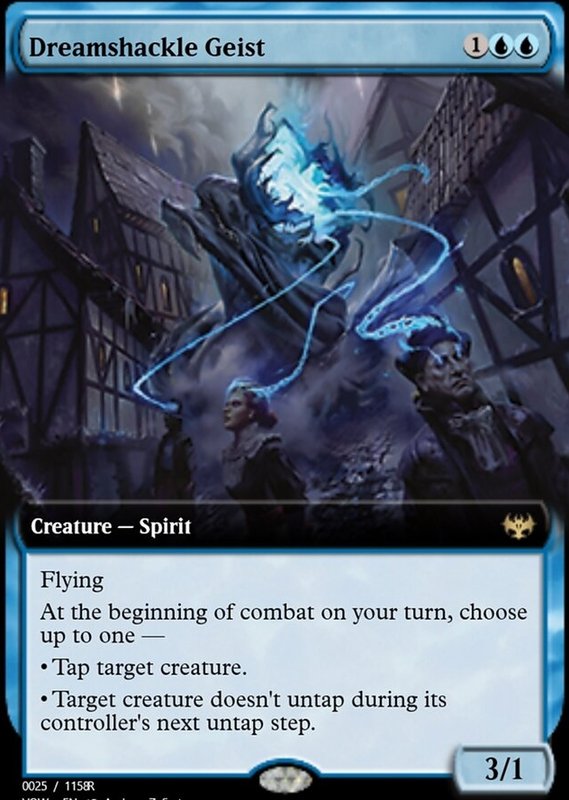 Dreamshackle Geist 1
Creature — Spirit
Flying
At the beginning of combat on your turn, choose
up to one —
• Tap target creature.
• Target creature doesn't untap during its
controller's next untap step.
3/1
0025 / 1158R